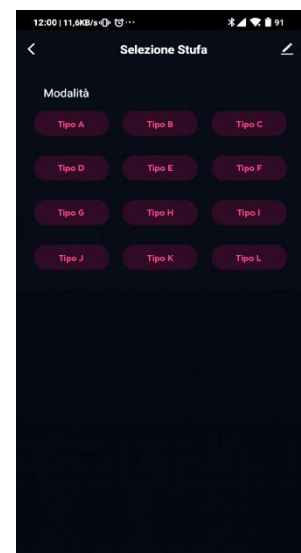 12:00 | 11,6KB/s ··· 91
Selezione Stufa
Modalità
Tipo A Tipo B Tipo C
Tipo D Tipo E Tipo F
Tipo G Tipo H Tipo I
Tipo J Tipo K Tipo L